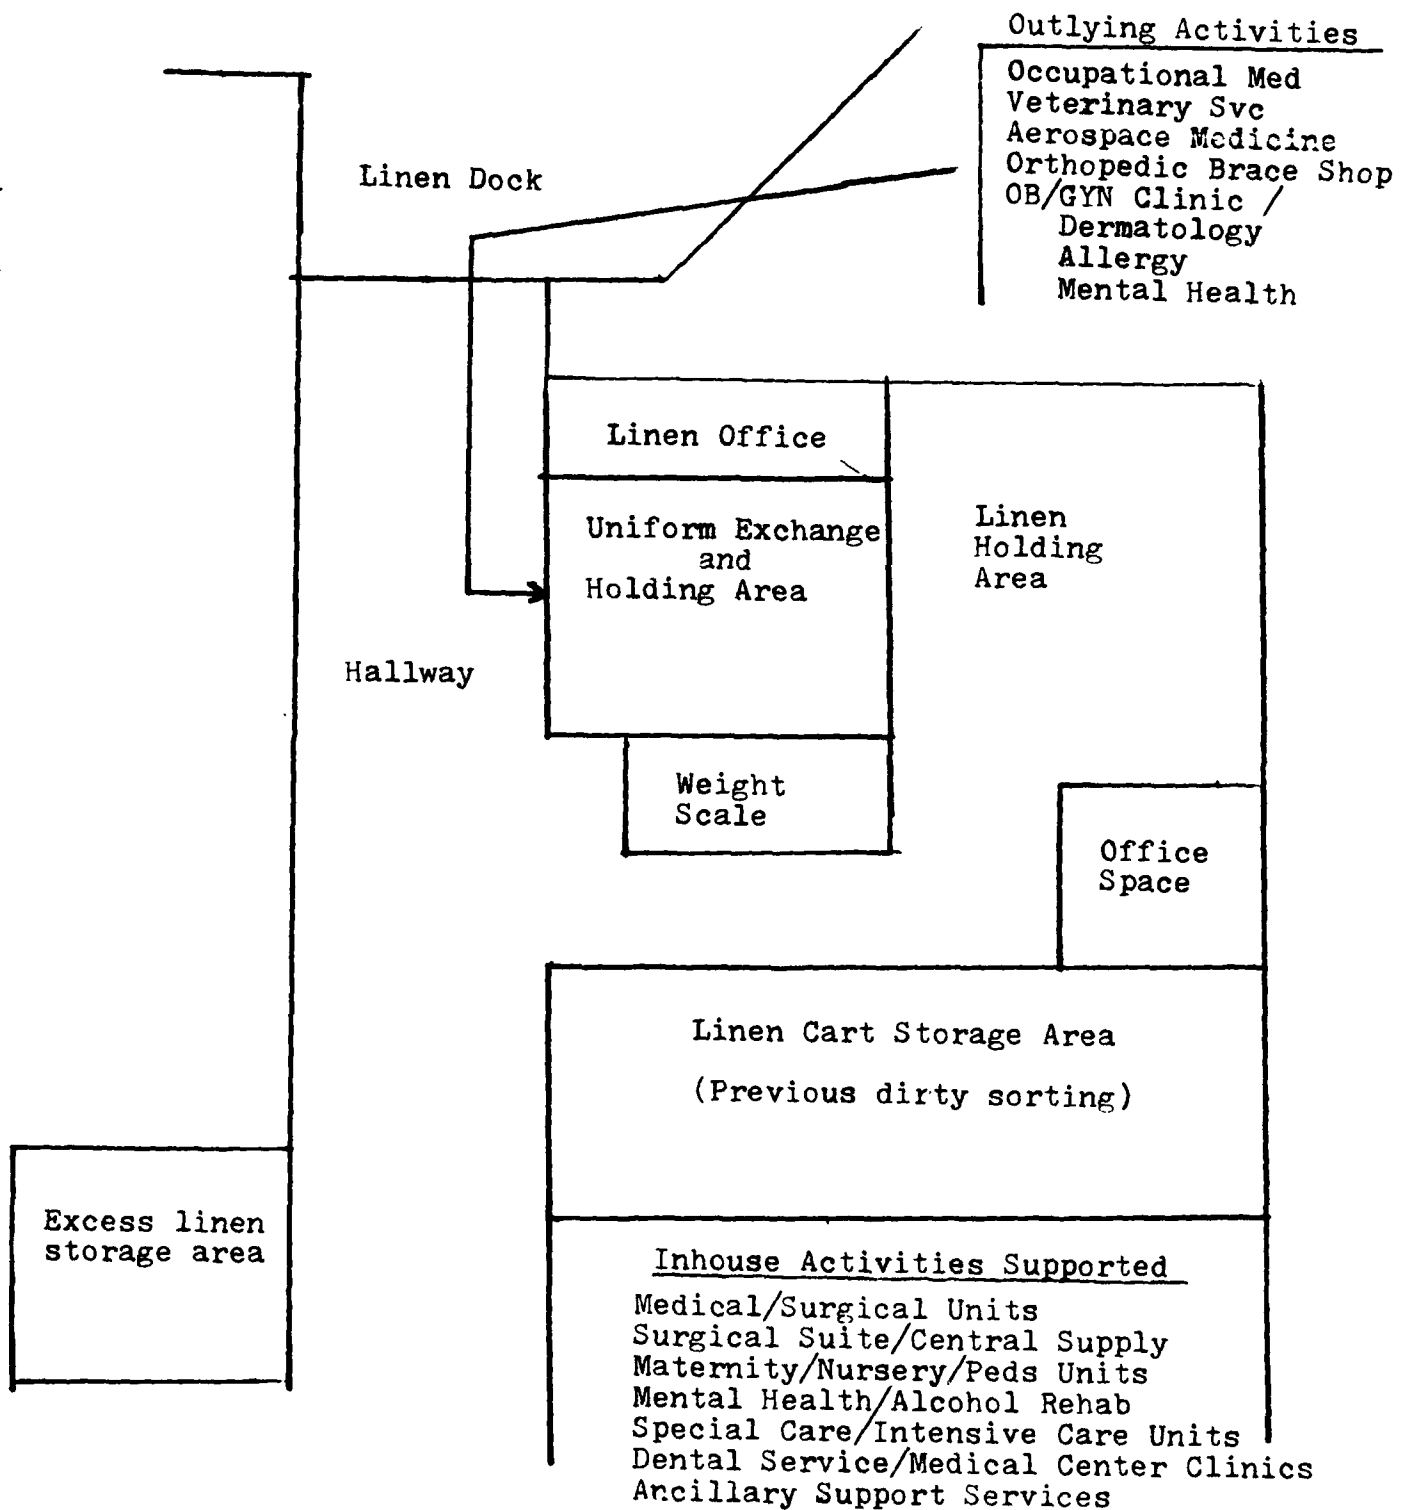 Outlying Activities
Occupational Med
Veterinary Svc
Aerospace Medicine
Orthopedic Brace Shop
OB/GYN Clinic /
Dermatology
Allergy
Mental Health
Linen Dock
Linen Office
Uniform Exchange
and
Holding Area
Linen
Holding
Area
Hallway
Weight
Scale
Office
Space
Linen Cart Storage Area
(Previous dirty sorting)
Excess linen
storage area
Inhouse Activities Supported
Medical/Surgical Units
Surgical Suite/Central Supply
Maternity/Nursery/Peds Units
Mental Health/Alcohol Rehab
Special Care/Intensive Care Units
Dental Service/Medical Center Clinics
Ancillary Support Services